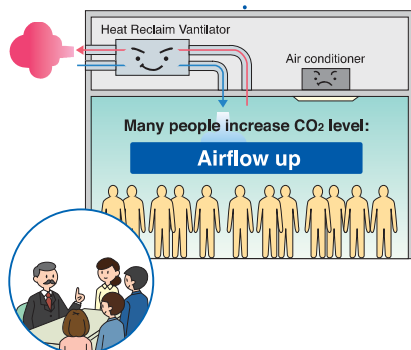 Heat Reclaim Vantilator
Air conditioner
Many people increase CO₂ level:
Airflow up